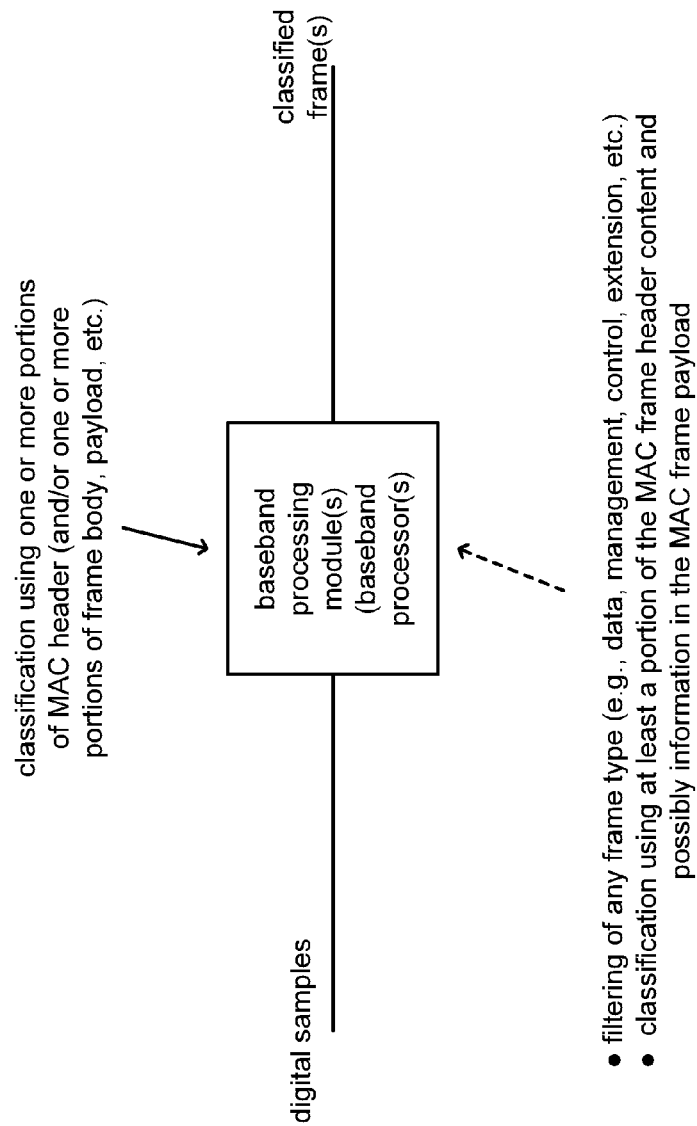 classification using one or more portions
of MAC header (and/or one or more
portions of frame body, payload, etc.)
digital samples
baseband
processing
module(s)
(baseband
processor(s)
classified
frame(s)
● filtering of any frame type (e.g., data, management, control, extension, etc.)
● classification using at least a portion of the MAC frame header content and
possibly information in the MAC frame payload